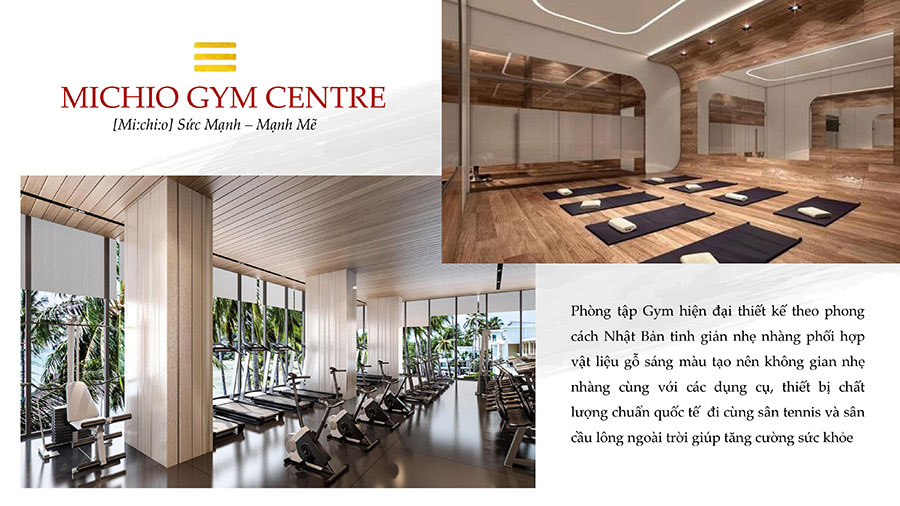 MICHIO GYM CENTRE
[Mi:chi:o] Sức Mạnh – Mạnh Mẽ
Phòng tập Gym hiện đại thiết kế theo phong
cách Nhật Bản tinh giản nhẹ nhàng phối hợp
vật liệu gỗ sáng màu tạo nên không gian nhẹ
nhàng cùng với các dụng cụ, thiết bị chất
lượng chuẩn quốc tế đi cùng sân tennis và sân
cầu lông ngoài trời giúp tăng cường sức khỏe